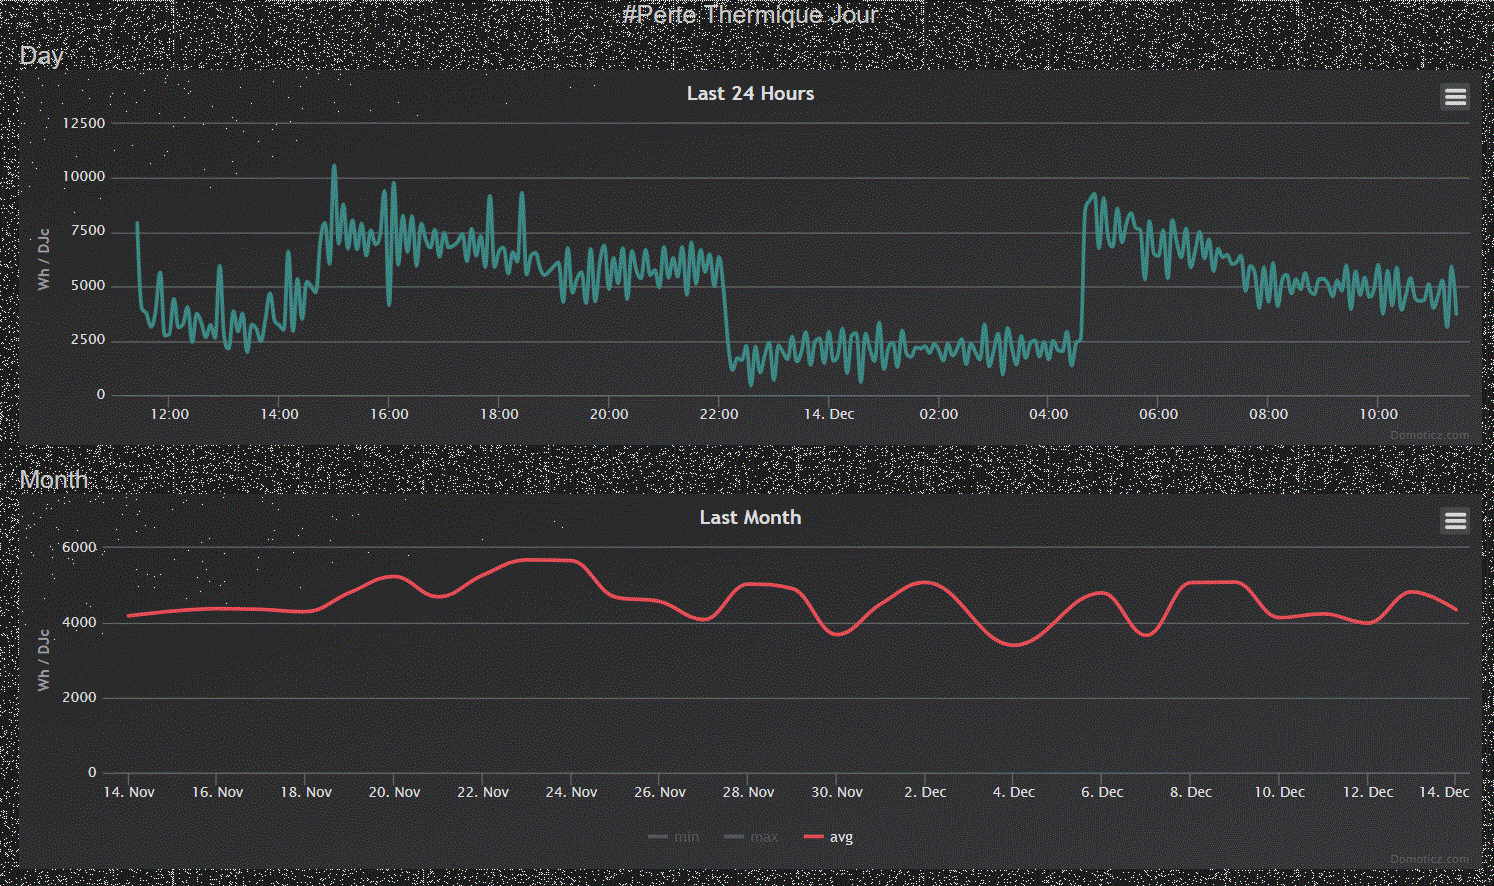 #Perte Thermique Jour
Day
Last 24 Hours
12500
10000
7500
5000
2500
0
Wh / DJc
12:00 14:00 16:00 18:00 20:00 22:00 14. Dec 02:00 04:00 06:00 08:00 10:00
Domoticz.com
Month
Last Month
6000
4000
2000
0
Wh / DJc
14. Nov 16. Nov 18. Nov 20. Nov 22. Nov 24. Nov 26. Nov 28. Nov 30. Nov 2. Dec 4. Dec 6. Dec 8. Dec 10. Dec 12. Dec 14. Dec
min max avg
Domoticz.com